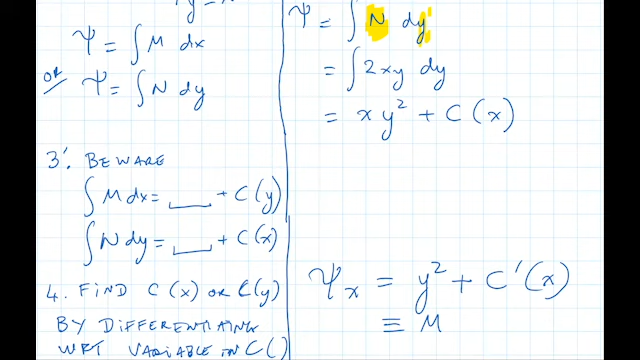 Ψ = ∫ M dx
OR Ψ = ∫ N dy
3'. BEWARE
∫ M dx = ___ + C(y)
∫ N dy = ___ + C(x)
4. FIND C(x) OR C(y)
BY DIFFERENTIATING
WRT VARIABLE IN C()
Ψ = ∫ N dy
= ∫ 2xy dy
= xy² + C(x)
Ψₓ = y² + C'(x)
≡ M